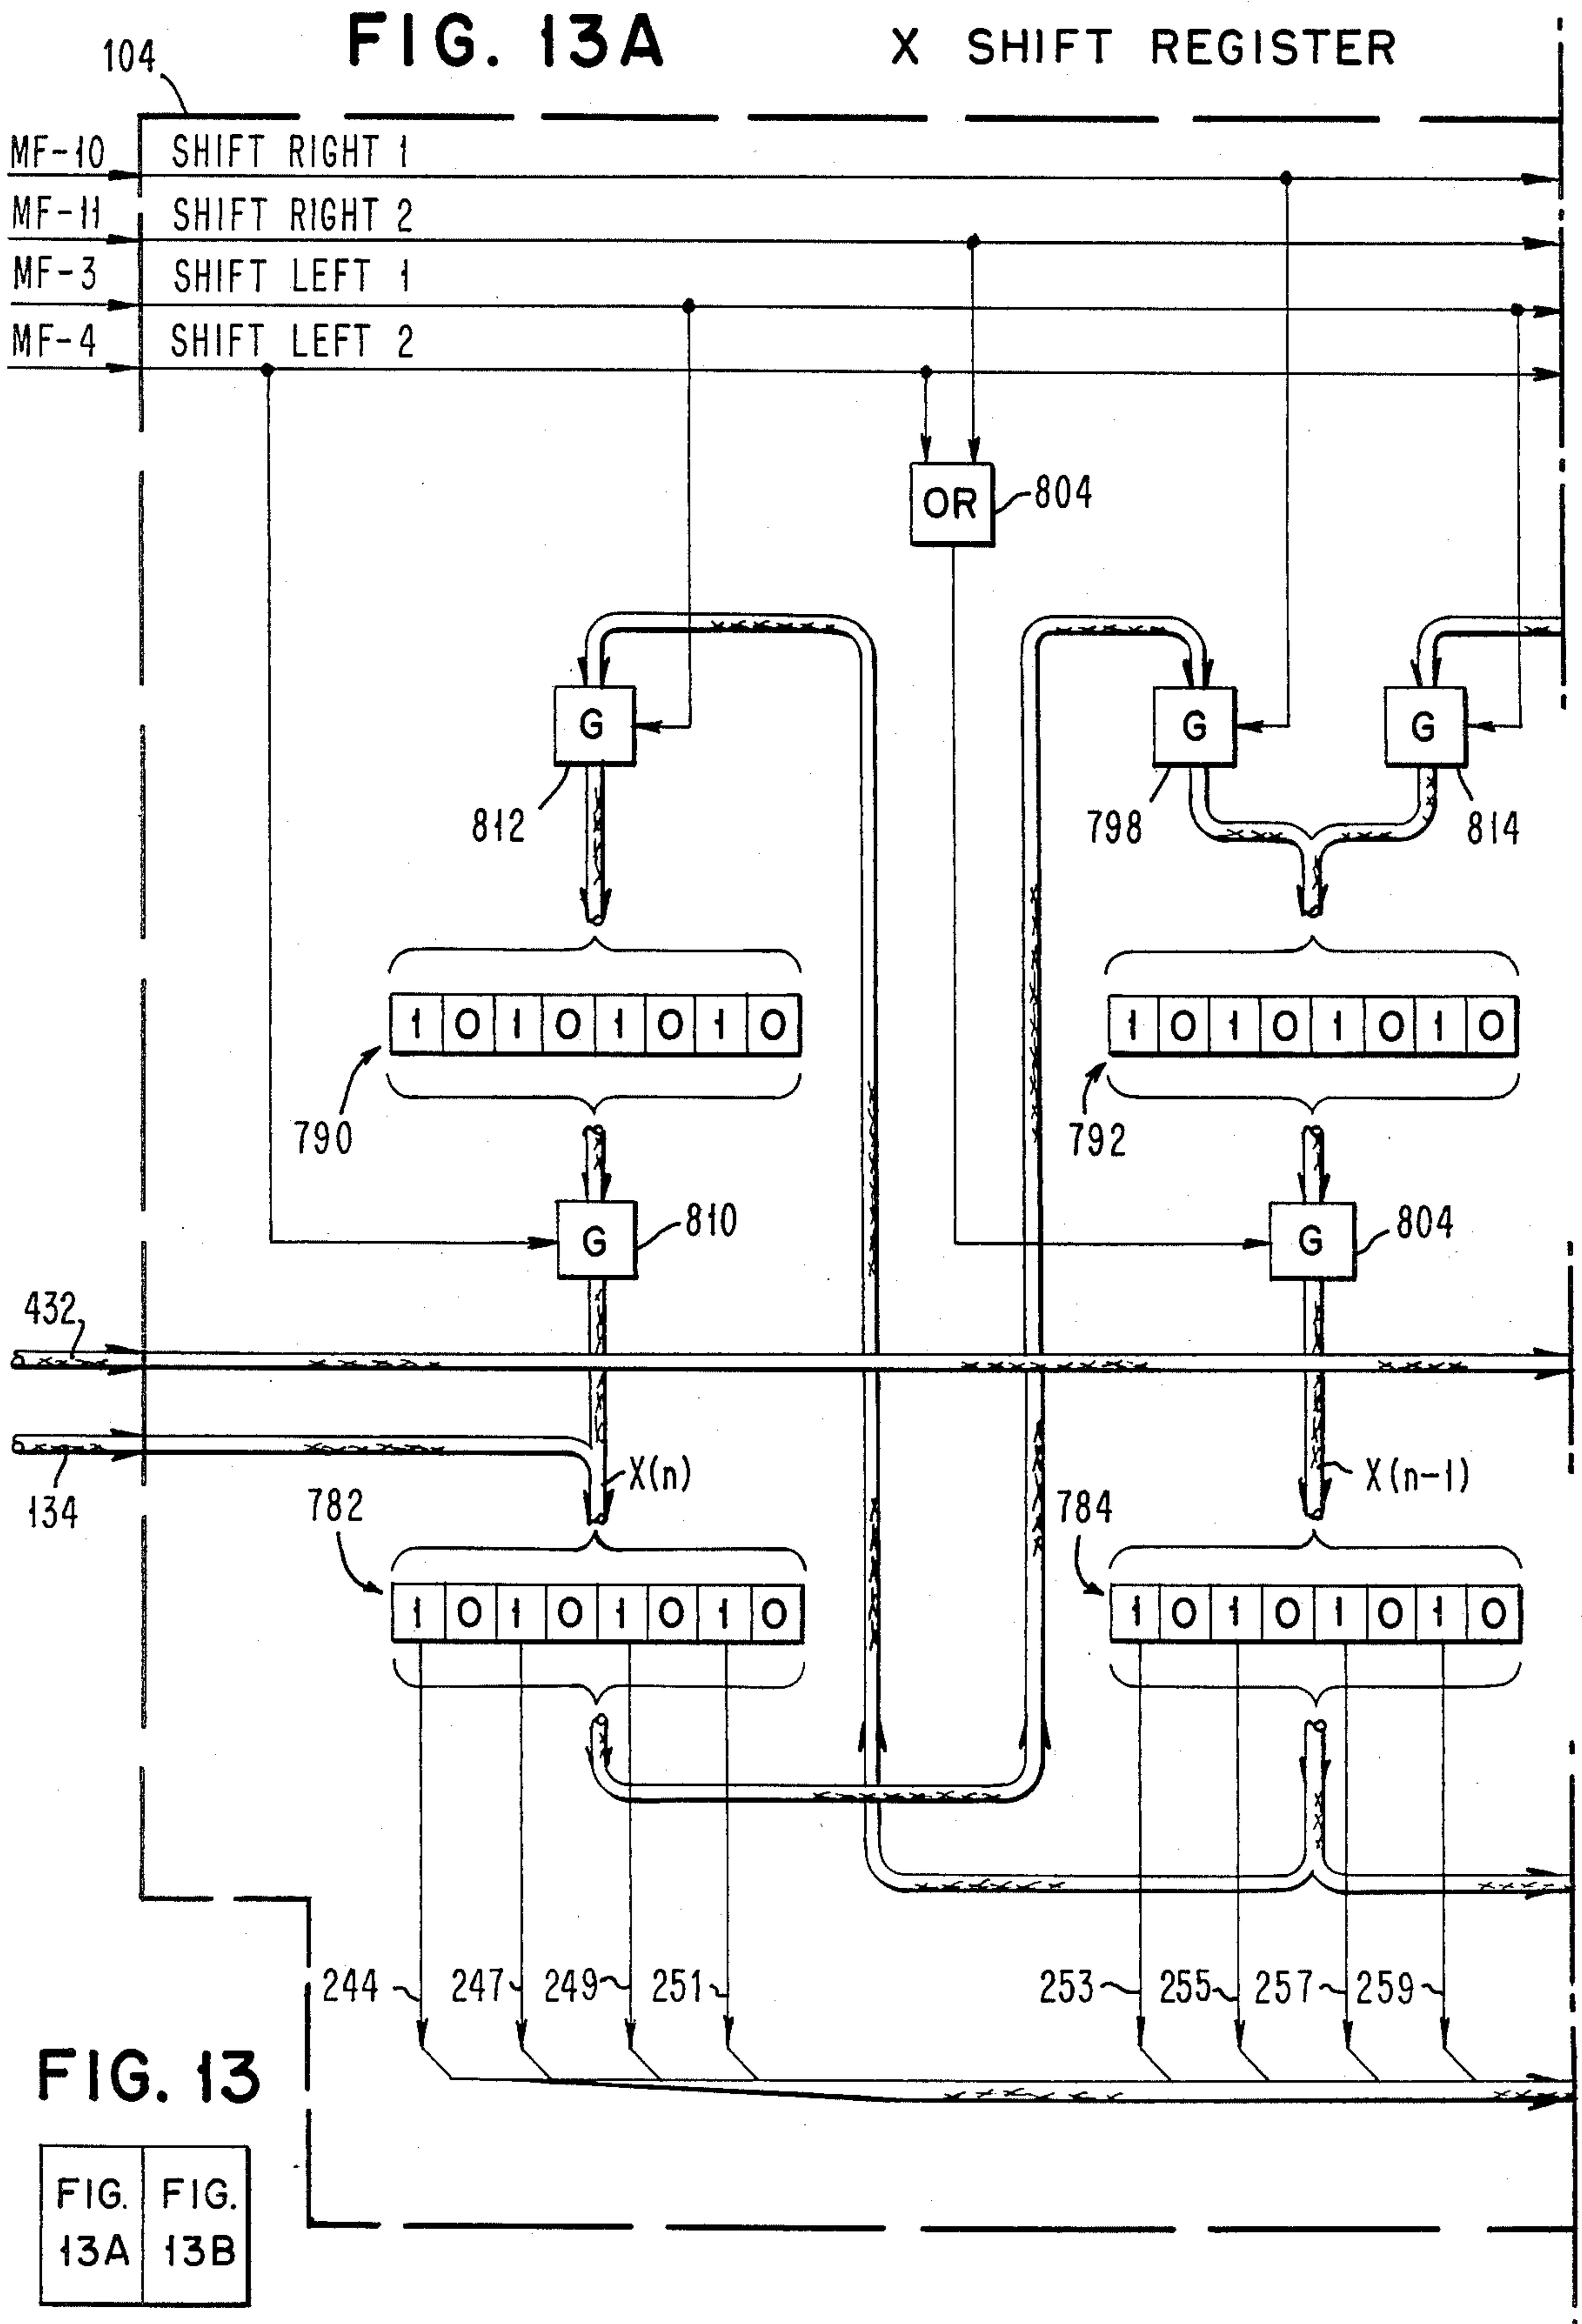 FIG. 13A
X SHIFT REGISTER
104
MF-10 SHIFT RIGHT 1
MF-11 SHIFT RIGHT 2
MF-3 SHIFT LEFT 1
MF-4 SHIFT LEFT 2
OR 804
G G G
812 798 814
1 0 1 0 1 0 1 0 1 0 1 0 1 0 1 0
790 792
G 810 G 804
432
134
X(n) X(n-1)
782 784
1 0 1 0 1 0 1 0 1 0 1 0 1 0 1 0
244 247 249 251 253 255 257 259
FIG. 13
FIG. FIG.
13A 13B